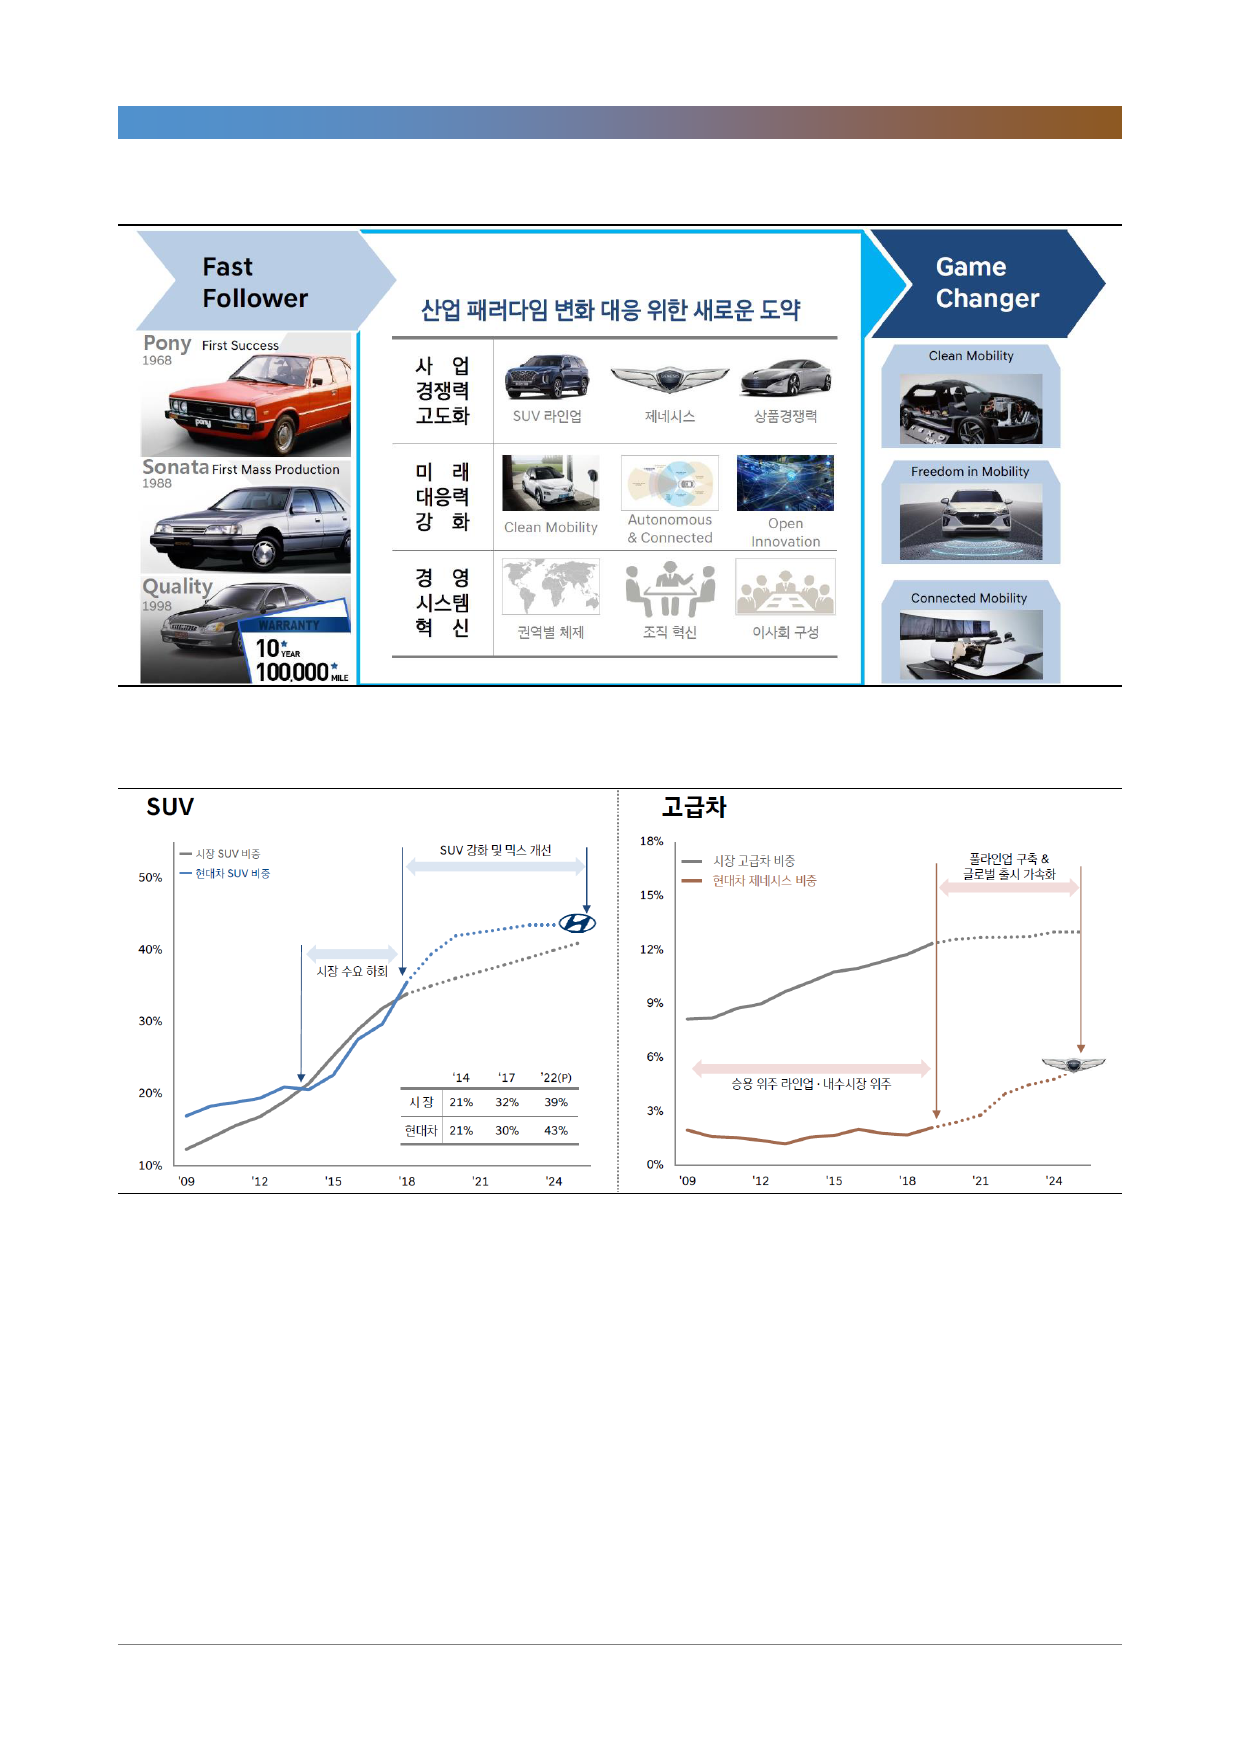 Fast
Follower
Game
Changer
산업 패러다임 변화 대응 위한 새로운 도약
Pony First Success
1968
Sonata First Mass Production
1988
Quality
1998
WARRANTY
10★ YEAR
100,000★ MILE
사 업
경쟁력
고도화
SUV 라인업
제네시스
상품경쟁력
미 래
대응력
강 화
Clean Mobility
Autonomous
& Connected
Open
Innovation
경 영
시스템
혁 신
권역별 체제
조직 혁신
이사회 구성
Clean Mobility
Freedom in Mobility
Connected Mobility
SUV
시장 SUV 비중
현대차 SUV 비중
SUV 강화 및 믹스 개선
시장 수요 하회
50%
40%
30%
20%
10%
'14 '17 '22(P)
시 장 21% 32% 39%
현대차 21% 30% 43%
'09 '12 '15 '18 '21 '24
고급차
시장 고급차 비중
현대차 제네시스 비중
풀라인업 구축 &
글로벌 출시 가속화
승용 위주 라인업 · 내수시장 위주
18%
15%
12%
9%
6%
3%
0%
'09 '12 '15 '18 '21 '24